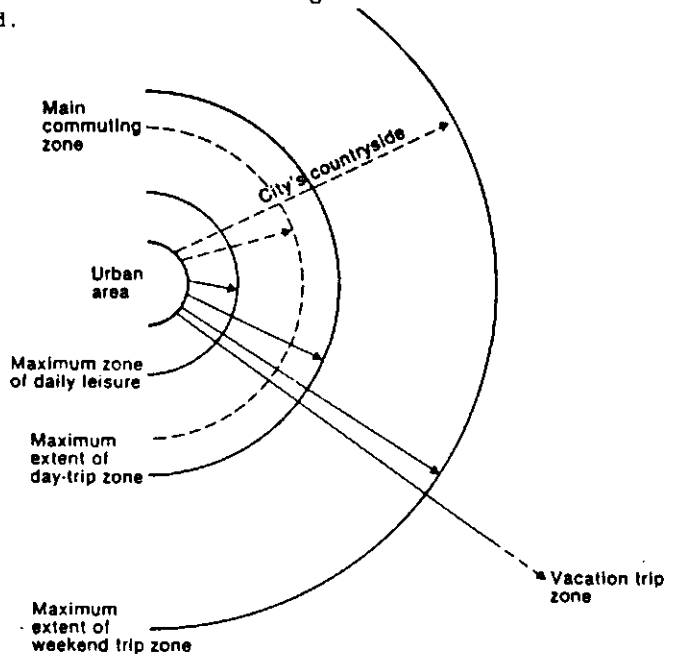 d.
Main
commuting
zone
City's countryside
Urban
area
Maximum zone
of daily leisure
Maximum
extent of
day-trip zone
Vacation trip
zone
Maximum
extent of
weekend trip zone